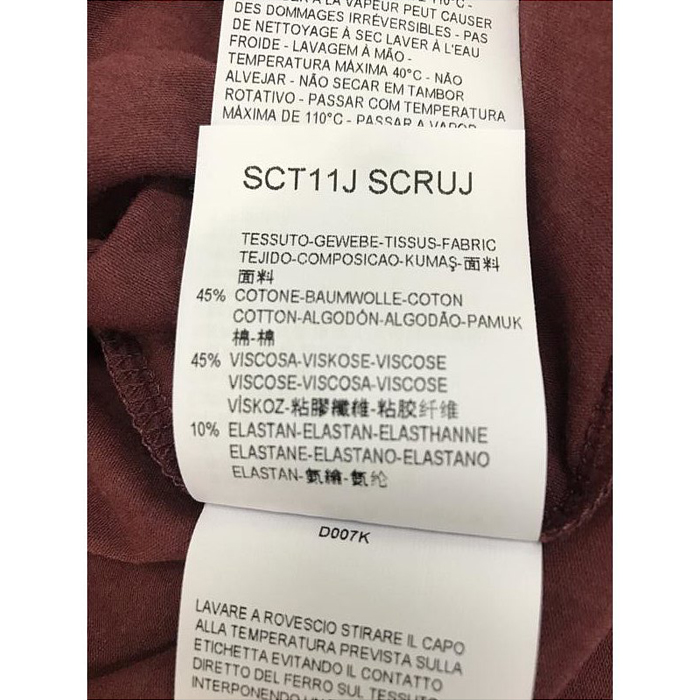 LA VAPEUR PEUT CAUSER
DES DOMMAGES IRRÉVERSIBLES - PAS
DE NETTOYAGE À SEC LAVER À L'EAU
FROIDE - LAVAGEM À MÃO -
TEMPERATURA MÁXIMA 40°C - NÃO
ALVEJAR - NÃO SECAR EM TAMBOR
ROTATIVO - PASSAR COM TEMPERATURA
MÁXIMA DE 110°C - PASSAR A VAPOR
SCT11J SCRUJ
TESSUTO-GEWEBE-TISSUS-FABRIC
TEJIDO-COMPOSICAO-KUMAŞ-面料
面料
45% COTONE-BAUMWOLLE-COTON
COTTON-ALGODÓN-ALGODÃO-PAMUK
棉-棉
45% VISCOSA-VISKOSE-VISCOSE
VISCOSE-VISCOSA-VISCOSE
VİSKOZ-粘膠纖維-粘胶纤维
10% ELASTAN-ELASTAN-ELASTHANNE
ELASTANE-ELASTANO-ELASTANO
ELASTAN-氨綸-氨纶
D007K
LAVARE A ROVESCIO STIRARE IL CAPO
ALLA TEMPERATURA PREVISTA SULLA
ETICHETTA EVITANDO IL CONTATTO
DIRETTO DEL FERRO SUL TESSUTO
INTERPONENDO